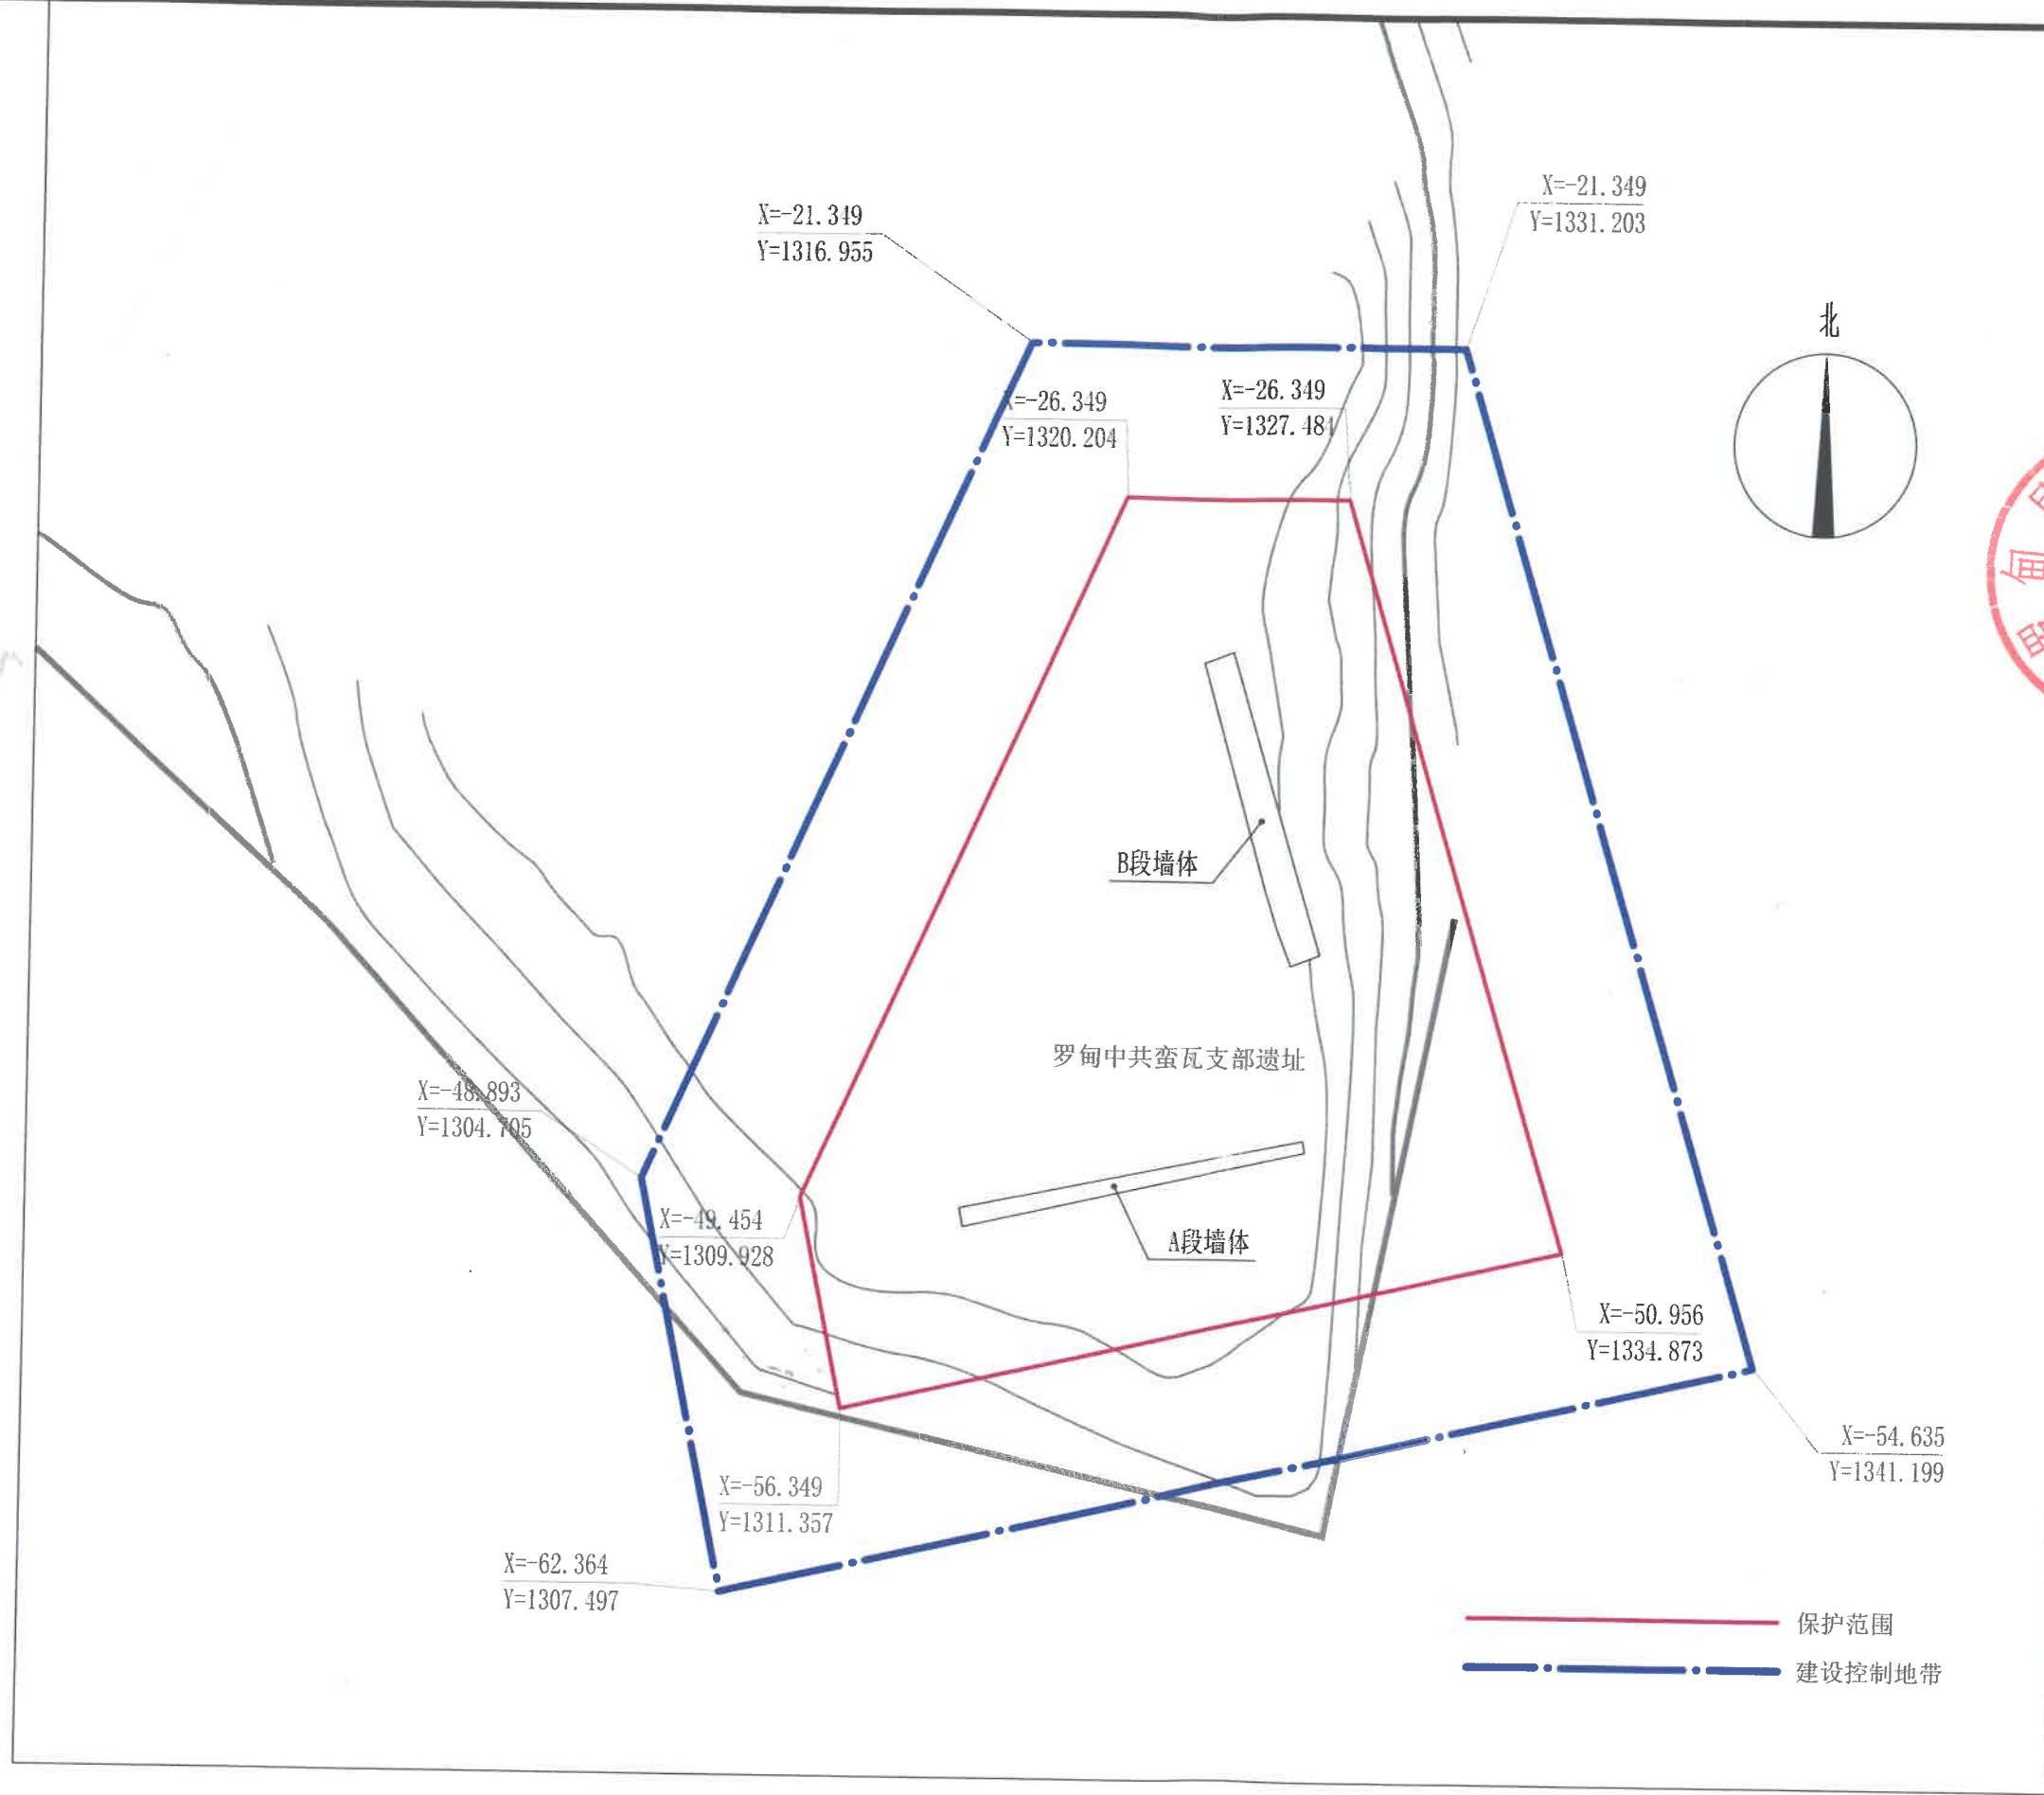 X=-21.349
Y=1316.955
X=-21.349
Y=1331.203
北
X=-26.349
Y=1320.204
X=-26.349
Y=1327.481
甸
B段墙体
罗甸中共蛮瓦支部遗址
X=-48.893
Y=1304.705
X=-49.454
Y=1309.928
A段墙体
X=-50.956
Y=1334.873
X=-54.635
Y=1341.199
X=-56.349
Y=1311.357
X=-62.364
Y=1307.497
保护范围
建设控制地带